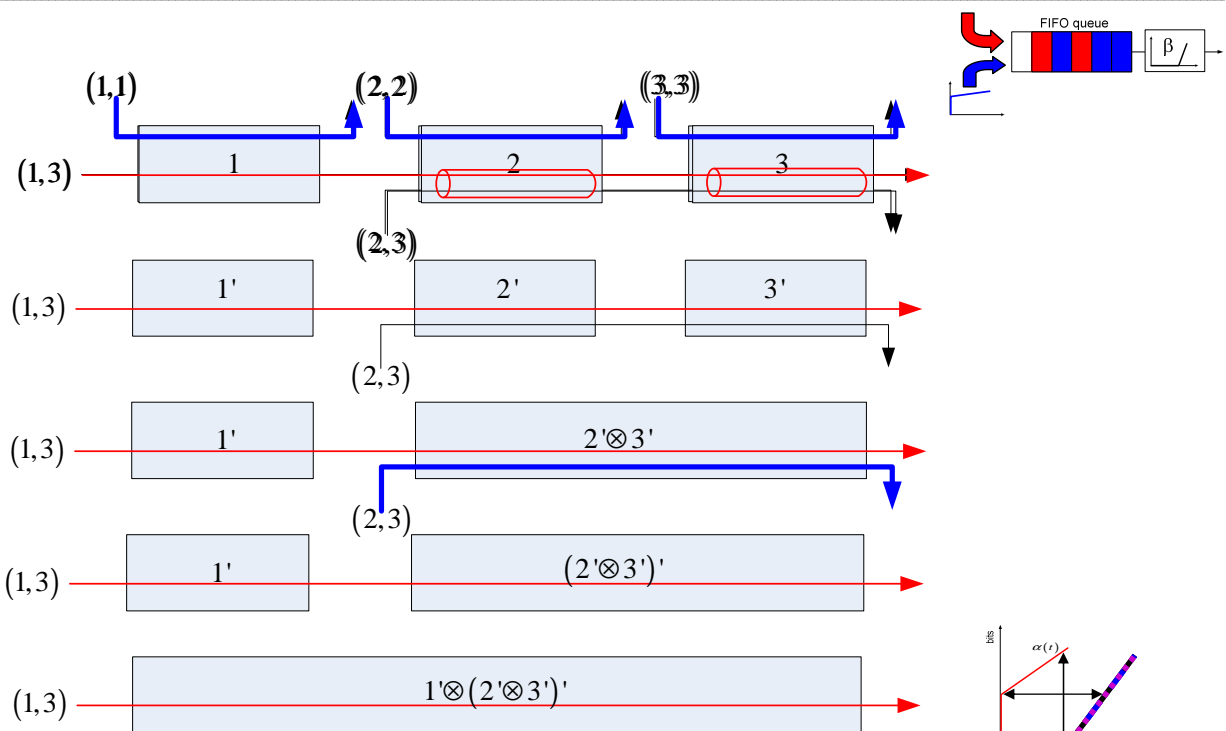 FIFO queue
β
(1,1) (2,2) (3,3)
(1,3) 1 2 3
(2,3)
(1,3) 1' 2' 3'
(2,3)
(1,3) 1' 2'⊗3'
(2,3)
(1,3) 1' (2'⊗3')'
(1,3) 1'⊗(2'⊗3')'
bits
α(t)